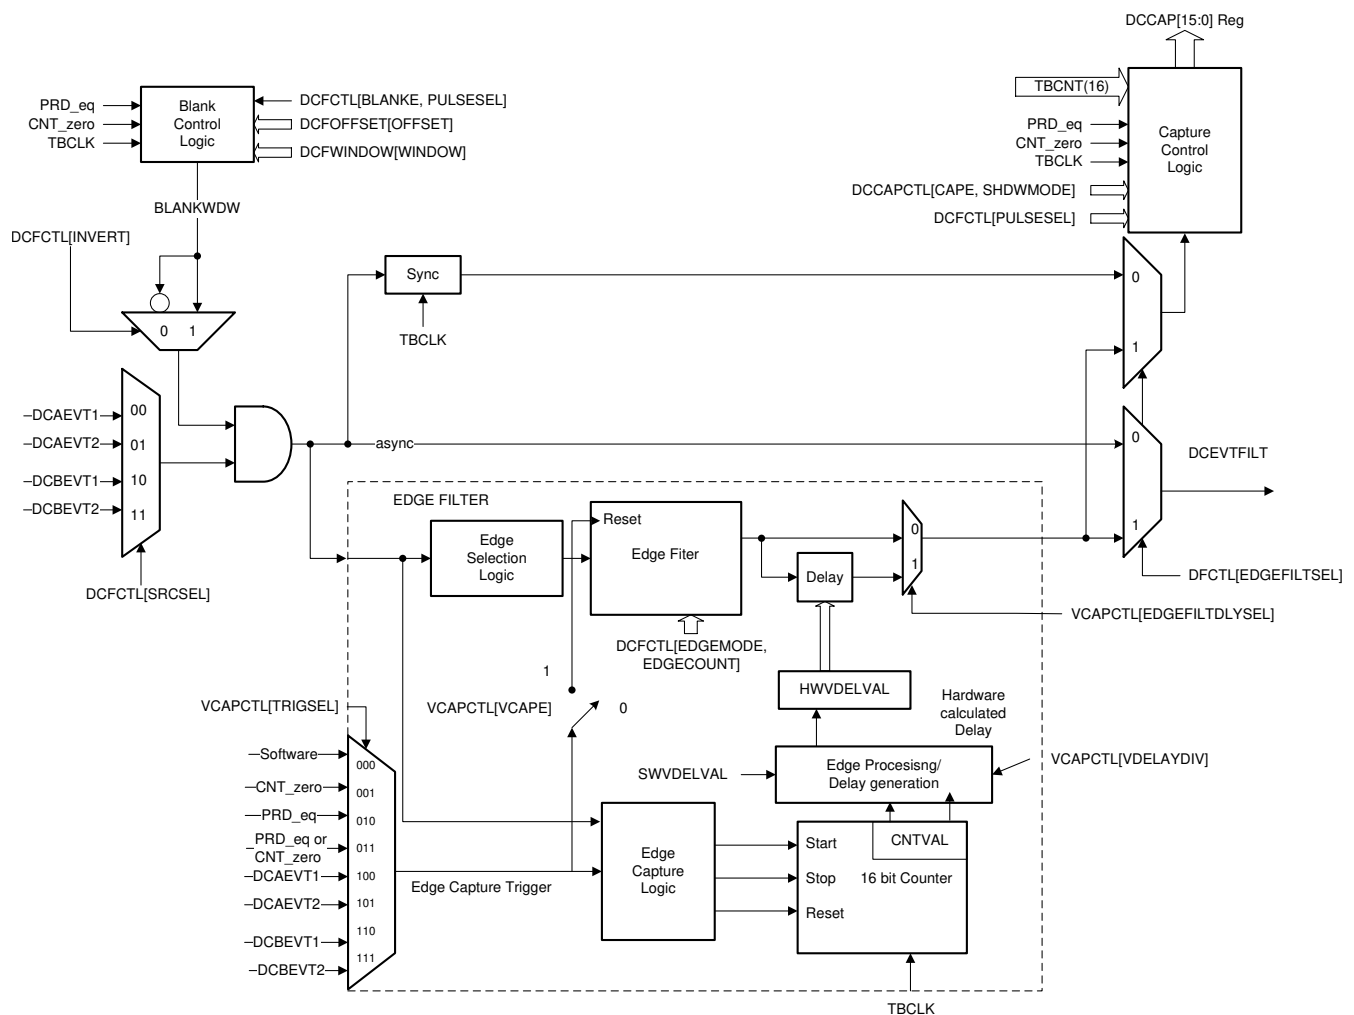 DCCAP[15:0] Reg
TBCNT(16)
PRD_eq
CNT_zero
TBCLK
Blank
Control
Logic
DCFCTL[BLANKE, PULSESEL]
DCFOFFSET[OFFSET]
DCFWINDOW[WINDOW]
PRD_eq
CNT_zero
TBCLK
Capture
Control
Logic
DCCAPCTL[CAPE, SHDWMODE]
DCFCTL[PULSESEL]
BLANKWDW
DCFCTL[INVERT]
0 1
Sync
TBCLK
0
1
DCAEVT1
DCAEVT2
DCBEVT1
DCBEVT2
00
01
10
11
DCFCTL[SRCSEL]
async
0
1
DCEVTFILT
DFCTL[EDGEFILTSEL]
EDGE FILTER
Edge
Selection
Logic
Reset
Edge Fiter
DCFCTL[EDGEMODE,
EDGECOUNT]
Delay
0
1
VCAPCTL[EDGEFILTDLYSEL]
HWVDELVAL
Hardware
calculated
Delay
1
VCAPCTL[VCAPE]
0
VCAPCTL[TRIGSEL]
Software
CNT_zero
PRD_eq
PRD_eq or
CNT_zero
DCAEVT1
DCAEVT2
DCBEVT1
DCBEVT2
000
001
010
011
100
101
110
111
SWVDELVAL
Edge Procesisng/
Delay generation
VCAPCTL[VDELAYDIV]
Edge Capture Trigger
Edge
Capture
Logic
Start
Stop
Reset
CNTVAL
16 bit Counter
TBCLK